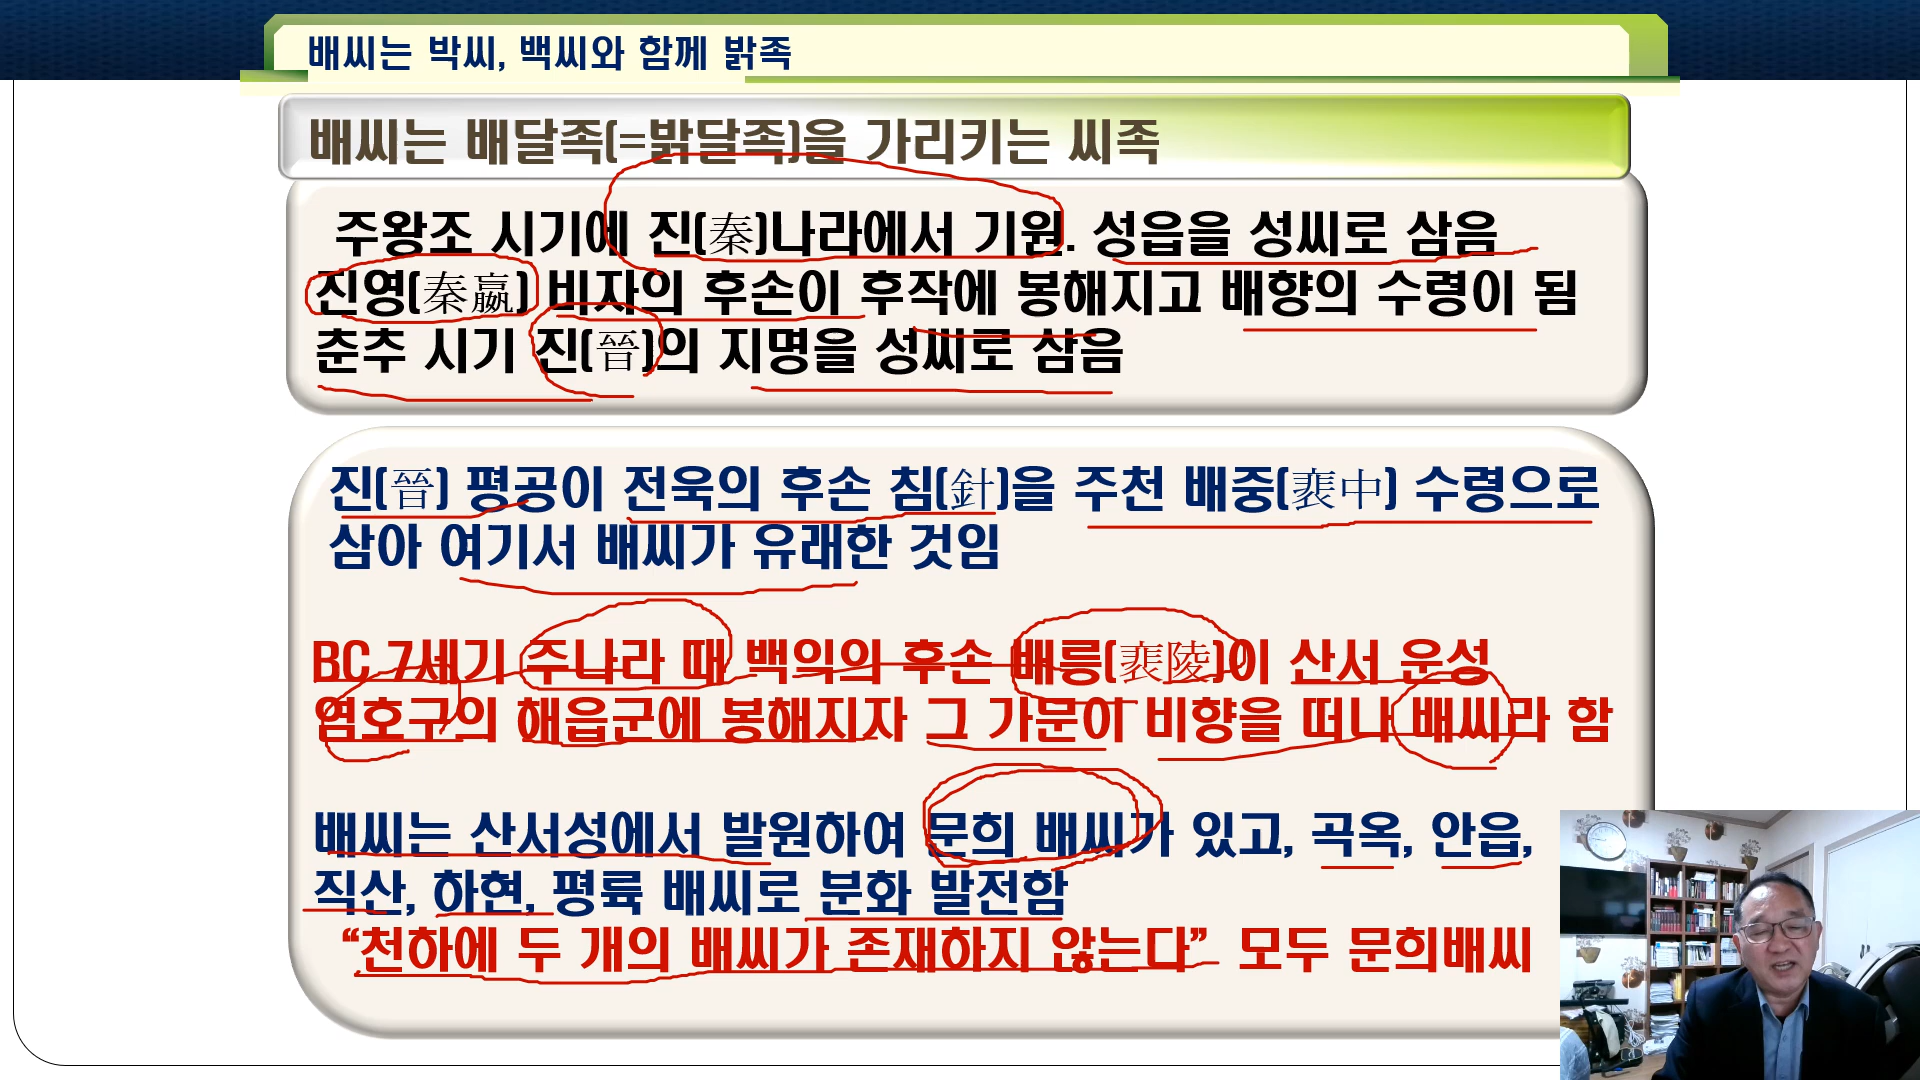 배씨는 박씨, 백씨와 함께 밝족
배씨는 배달족(=밝달족)을 가리키는 씨족
주왕조 시기에 진(秦)나라에서 기원. 성읍을 성씨로 삼음
진영(秦嬴) 비자의 후손이 후작에 봉해지고 배향의 수령이 됨
춘추 시기 진(晉)의 지명을 성씨로 삼음
진(晉) 평공이 전욱의 후손 침(針)을 주천 배중(裴中) 수령으로
삼아 여기서 배씨가 유래한 것임
BC 7세기 주나라 때 백익의 후손 배릉(裴陵)이 산서 운성
염호구의 해읍군에 봉해지자 그 가문이 비향을 떠나 배씨라 함
배씨는 산서성에서 발원하여 문희 배씨가 있고, 곡옥, 안읍,
직산, 하현, 평륙 배씨로 분화 발전함
“천하에 두 개의 배씨가 존재하지 않는다” 모두 문희배씨